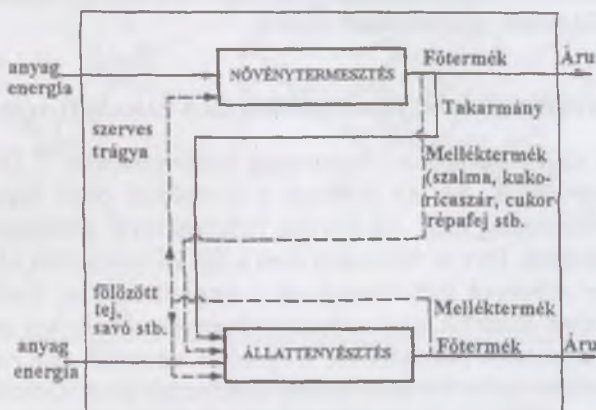 anyag
energia
NÖVÉNYTERMESZTÉS
Főtermék
Áru
Takarmány
szerves
trágya
Melléktermék
(szalma, kuko-
ricaszár, cukor-
répafej stb.
fölözött
tej,
savó stb.
Melléktermék
anyag
energia
ÁLLATTENYÉSZTÉS
Főtermék
Áru